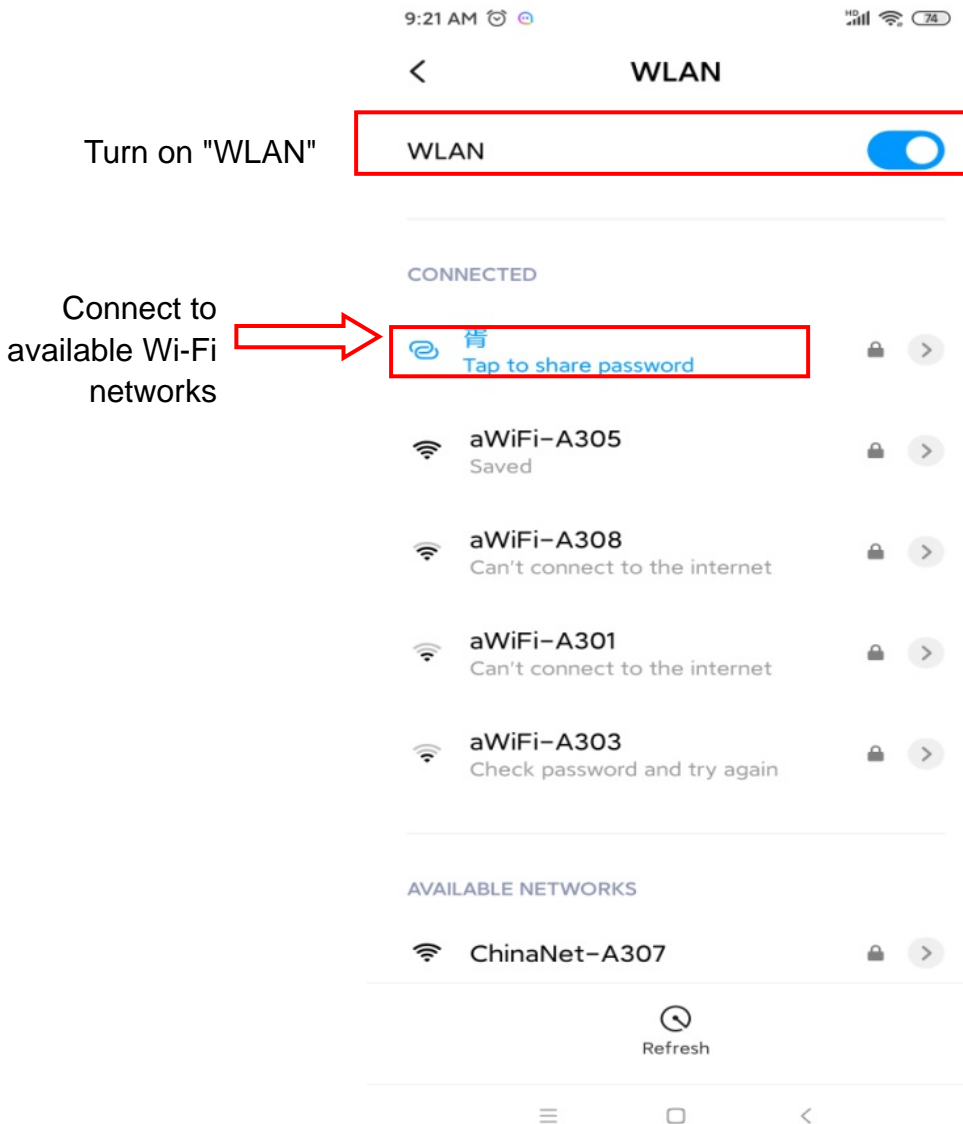 9:21 AM
HD
74
WLAN
Turn on "WLAN"
WLAN
CONNECTED
Connect to
available Wi-Fi
networks
胥
Tap to share password
aWiFi-A305
Saved
aWiFi-A308
Can't connect to the internet
aWiFi-A301
Can't connect to the internet
aWiFi-A303
Check password and try again
AVAILABLE NETWORKS
ChinaNet-A307
Refresh